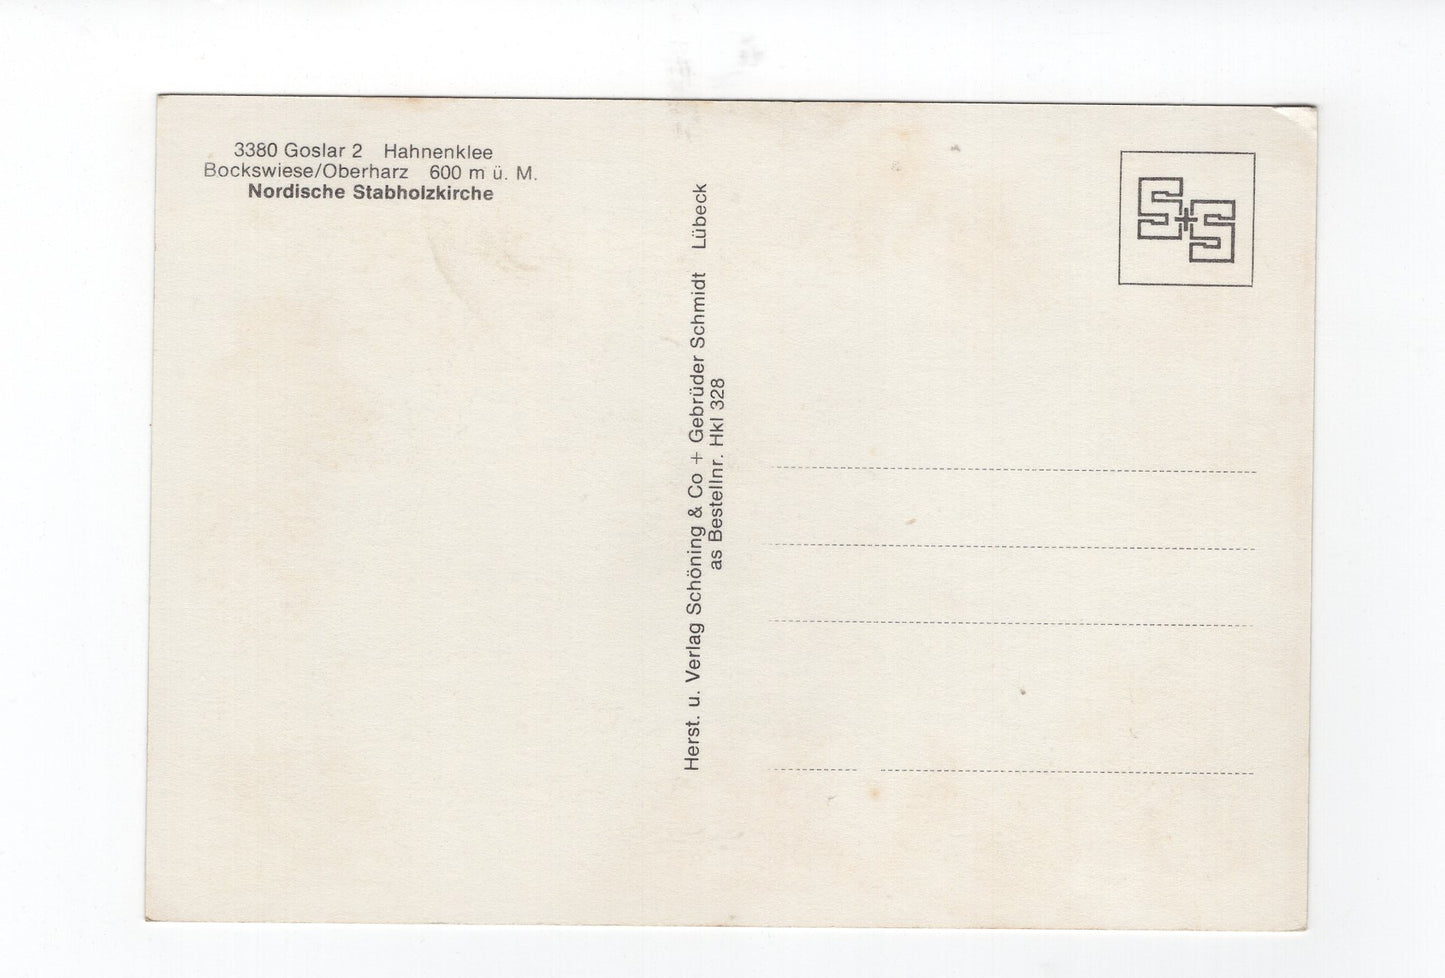 3380 Goslar 2 Hahnenklee
Bockswiese/Oberharz 600 m ü. M.
Nordische Stabholzkirche
Herst. u. Verlag Schöning & Co + Gebrüder Schmidt Lübeck
as Bestellnr. Hkl 328
S+S